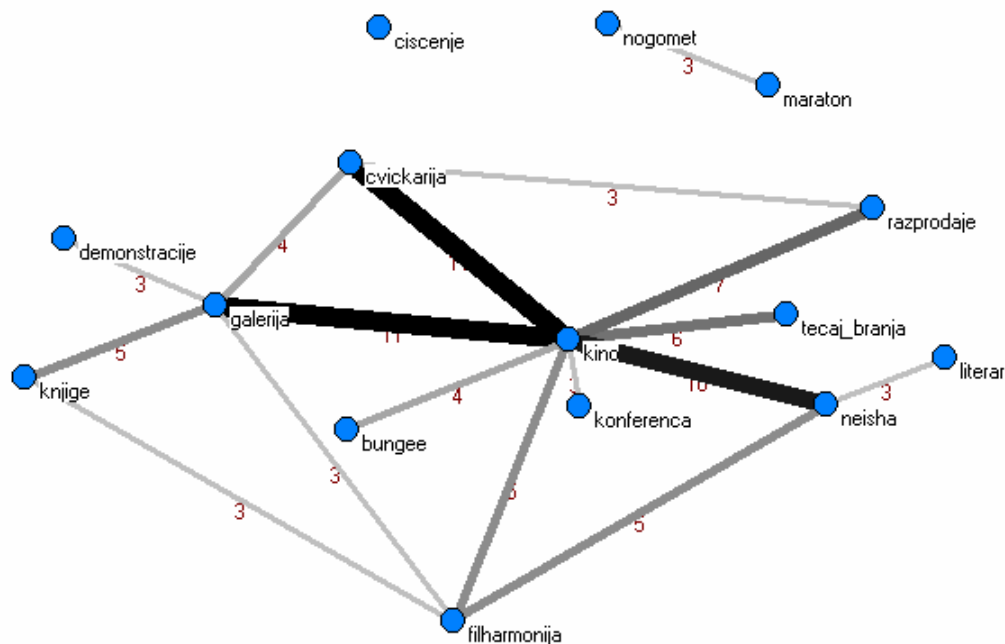 ciscenje
nogomet
3
maraton
cvickarija
3
razprodaje
demonstracije
4
3
7
galerija
11
6
tecaj_branja
kino
5
knjige
10
literar
3
neisha
4
konferenca
bungee
3
3
5
filharmonija